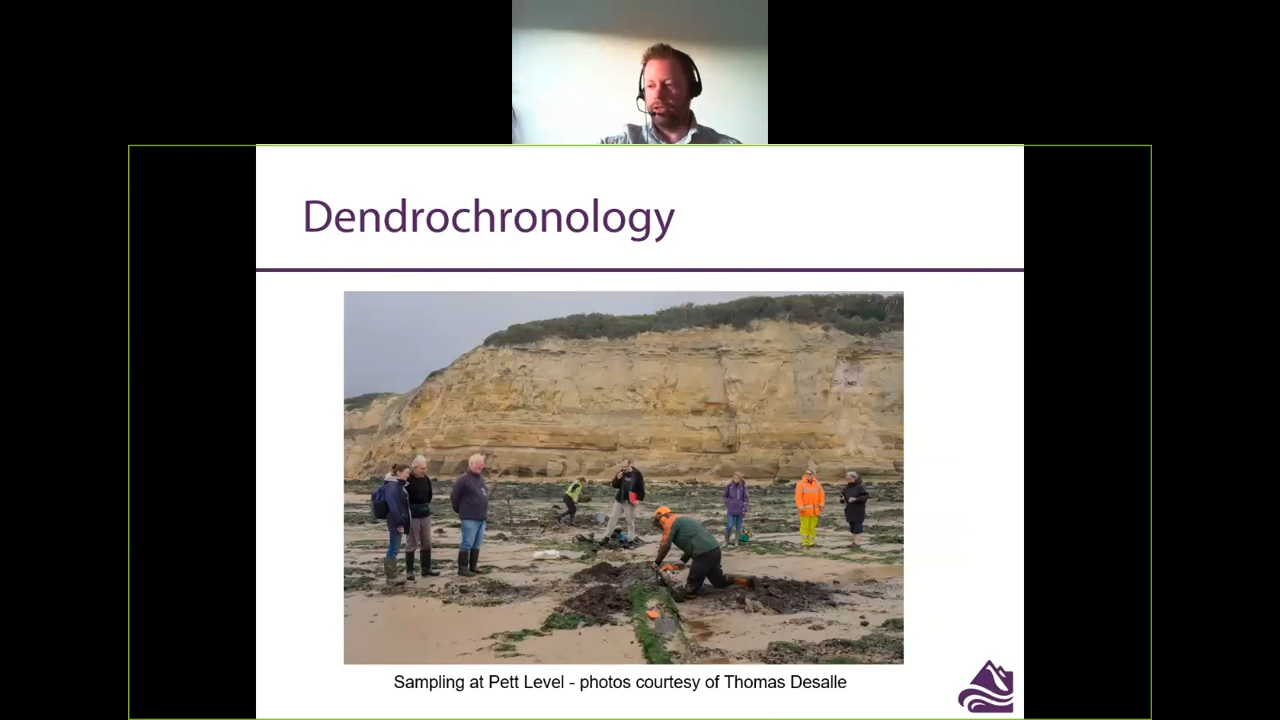 Dendrochronology
Sampling at Pett Level - photos courtesy of Thomas Desalle